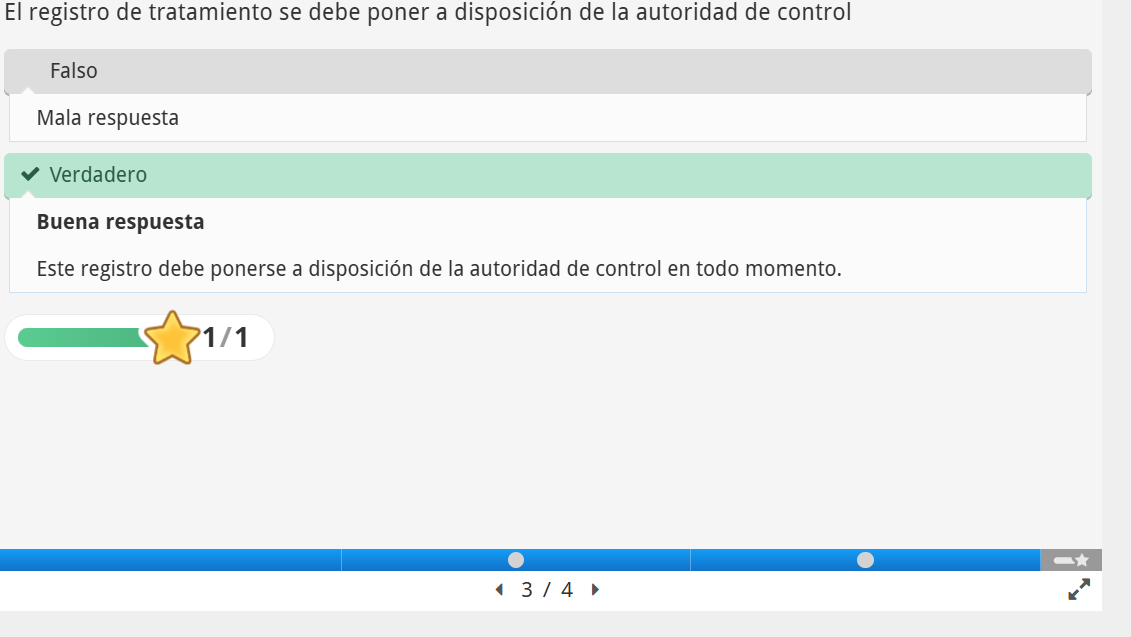 El registro de tratamiento se debe poner a disposición de la autoridad de control
Falso
Mala respuesta
Verdadero
Buena respuesta
Este registro debe ponerse a disposición de la autoridad de control en todo momento.
1/1
3 / 4